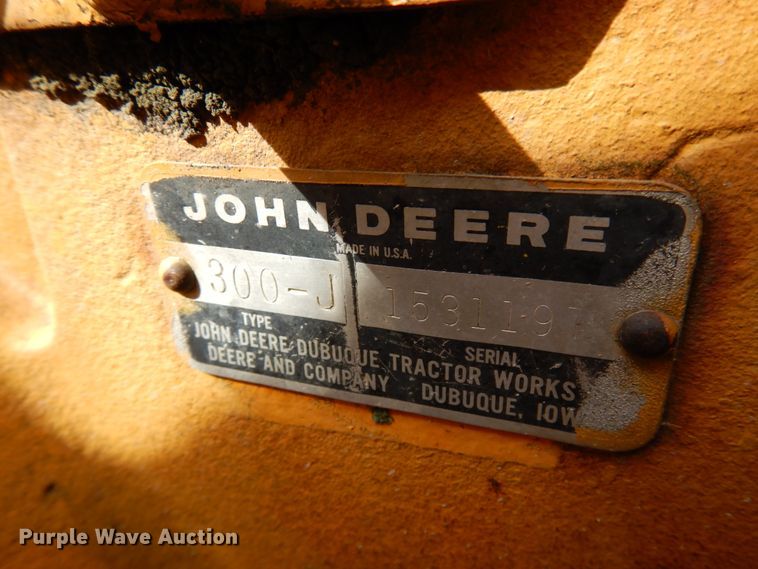 JOHN DEERE
MADE IN U.S.A.
300-J 153119
TYPE SERIAL
JOHN DEERE DUBUQUE TRACTOR WORKS
DEERE AND COMPANY DUBUQUE, IOW
Purple Wave Auction